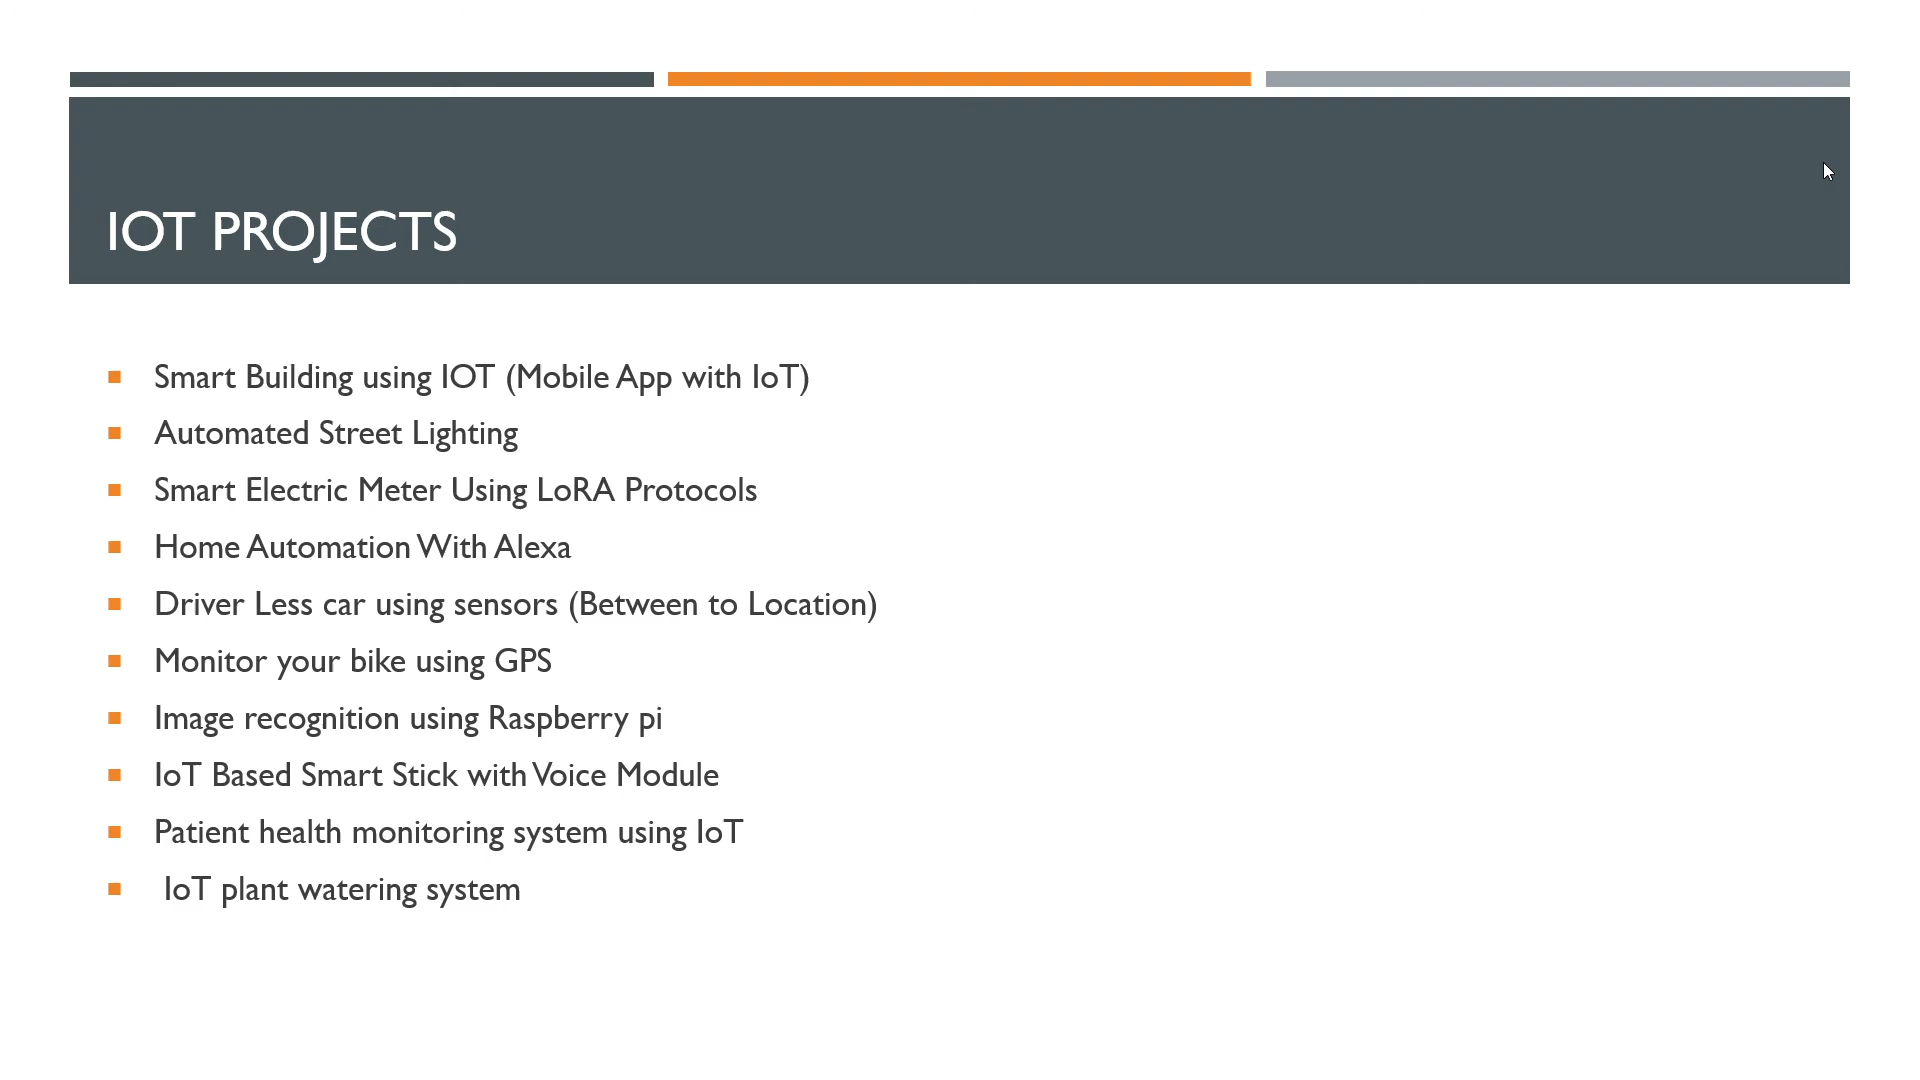 IOT PROJECTS
Smart Building using IOT (Mobile App with IoT)
Automated Street Lighting
Smart Electric Meter Using LoRA Protocols
Home Automation With Alexa
Driver Less car using sensors (Between to Location)
Monitor your bike using GPS
Image recognition using Raspberry pi
IoT Based Smart Stick with Voice Module
Patient health monitoring system using IoT
IoT plant watering system